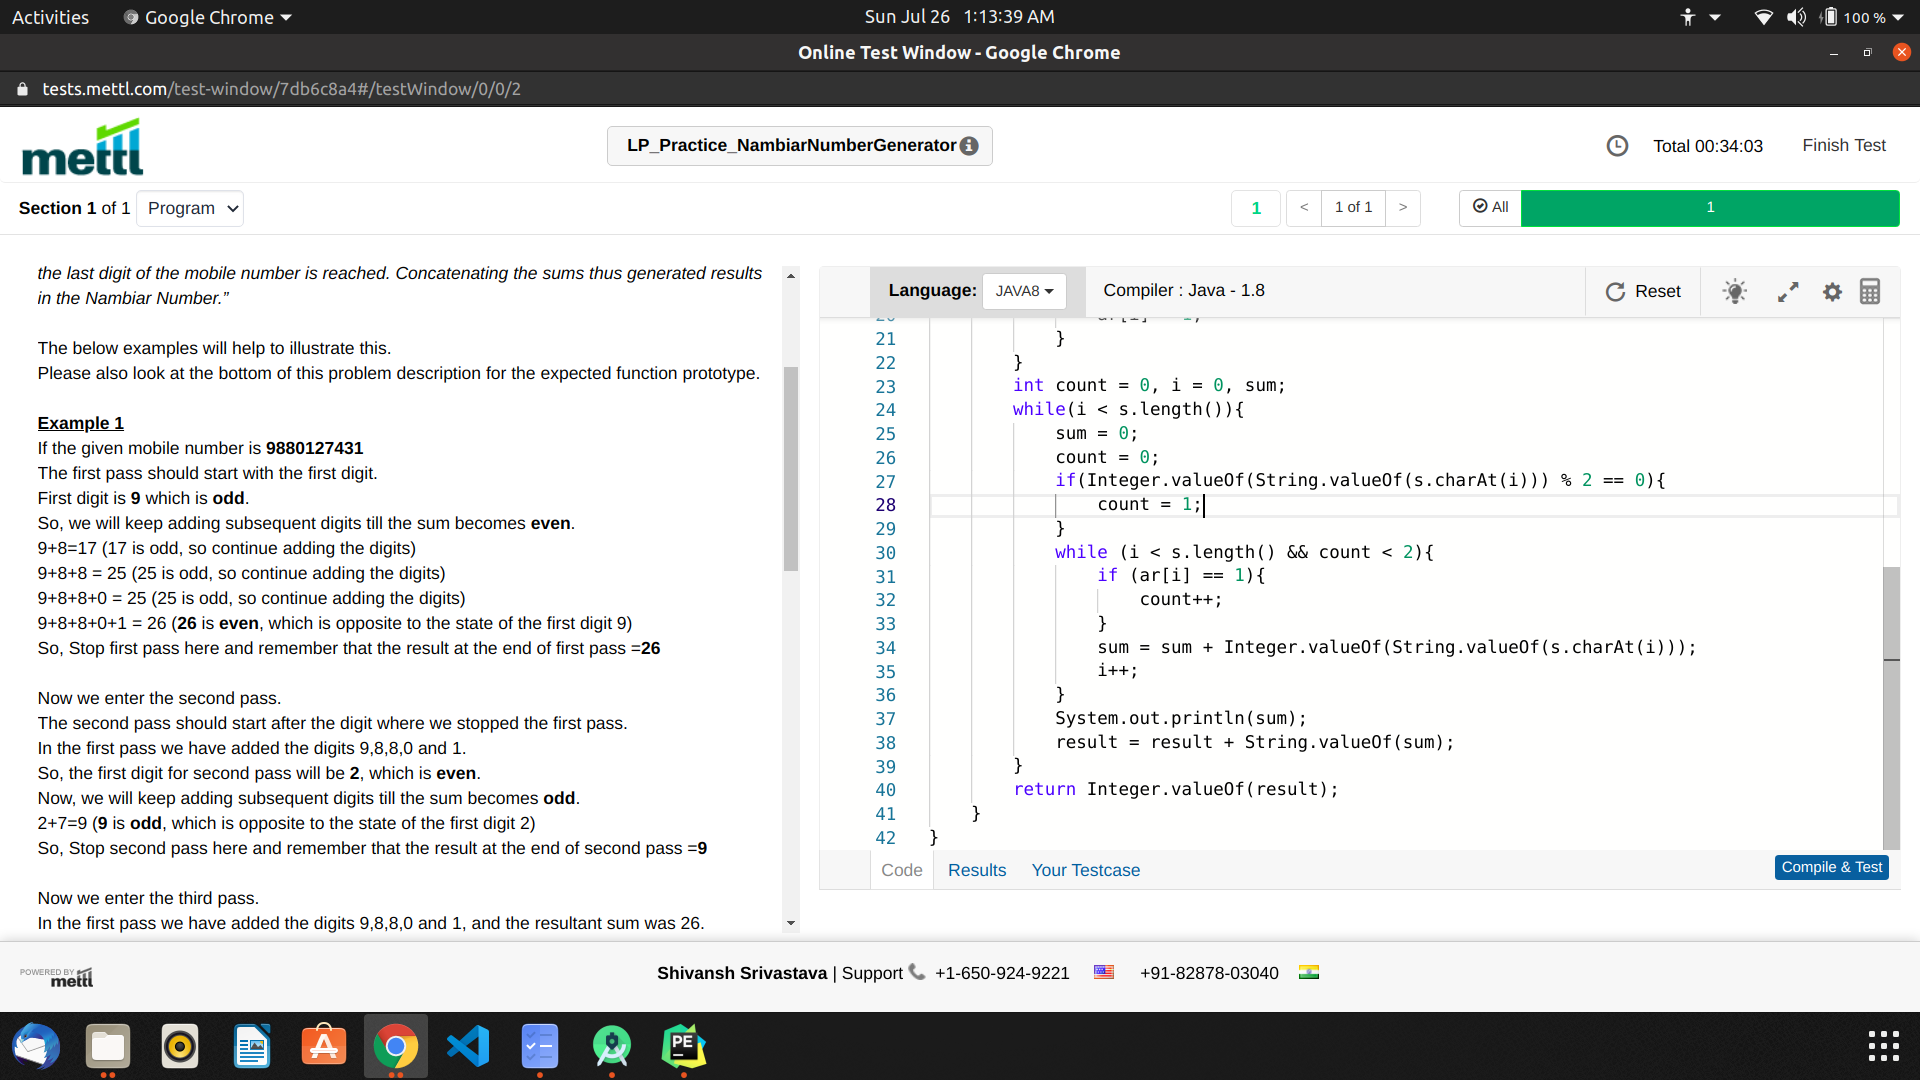 Activities
Google Chrome
Sun Jul 26 1:13:39 AM
100 %
Online Test Window - Google Chrome
tests.mettl.com/test-window/7db6c8a4#/testWindow/0/0/2
mettl
LP_Practice_NambiarNumberGenerator
Total 00:34:03
Finish Test
Section 1 of 1
Program
1
<
1 of 1
>
All
1
the last digit of the mobile number is reached. Concatenating the sums thus generated results
in the Nambiar Number.”
The below examples will help to illustrate this.
Please also look at the bottom of this problem description for the expected function prototype.
Example 1
If the given mobile number is 9880127431
The first pass should start with the first digit.
First digit is 9 which is odd.
So, we will keep adding subsequent digits till the sum becomes even.
9+8=17 (17 is odd, so continue adding the digits)
9+8+8 = 25 (25 is odd, so continue adding the digits)
9+8+8+0 = 25 (25 is odd, so continue adding the digits)
9+8+8+0+1 = 26 (26 is even, which is opposite to the state of the first digit 9)
So, Stop first pass here and remember that the result at the end of first pass =26
Now we enter the second pass.
The second pass should start after the digit where we stopped the first pass.
In the first pass we have added the digits 9,8,8,0 and 1.
So, the first digit for second pass will be 2, which is even.
Now, we will keep adding subsequent digits till the sum becomes odd.
2+7=9 (9 is odd, which is opposite to the state of the first digit 2)
So, Stop second pass here and remember that the result at the end of second pass =9
Now we enter the third pass.
In the first pass we have added the digits 9,8,8,0 and 1, and the resultant sum was 26.
Language: JAVA8
Compiler : Java - 1.8
Reset
21 }
22 }
23 int count = 0, i = 0, sum;
24 while(i < s.length()){
25 sum = 0;
26 count = 0;
27 if(Integer.valueOf(String.valueOf(s.charAt(i))) % 2 == 0){
28 count = 1;
29 }
30 while (i < s.length() && count < 2){
31 if (ar[i] == 1){
32 count++;
33 }
34 sum = sum + Integer.valueOf(String.valueOf(s.charAt(i)));
35 i++;
36 }
37 System.out.println(sum);
38 result = result + String.valueOf(sum);
39 }
40 return Integer.valueOf(result);
41 }
42 }
Code
Results
Your Testcase
Compile & Test
POWERED BY
mettl
Shivansh Srivastava | Support +1-650-924-9221 +91-82878-03040
PE